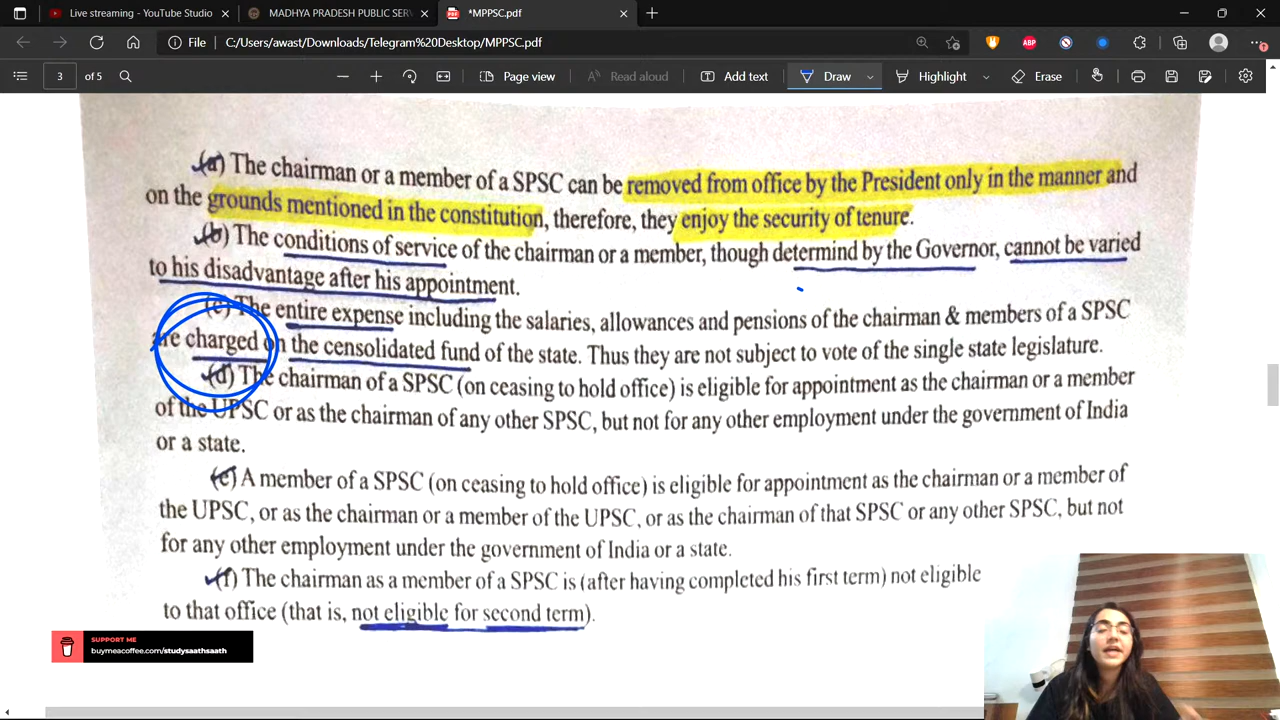 Live streaming - YouTube Studio
MADHYA PRADESH PUBLIC SERV
*MPPSC.pdf
File
C:/Users/awast/Downloads/Telegram%20Desktop/MPPSC.pdf
ABP
3 of 5
Page view
Read aloud
Add text
Draw
Highlight
Erase
(a) The chairman or a member of a SPSC can be removed from office by the President only in the manner and
on the grounds mentioned in the constitution, therefore, they enjoy the security of tenure.
(b) The conditions of service of the chairman or a member, though determind by the Governor, cannot be varied
to his disadvantage after his appointment.
(c) The entire expense including the salaries, allowances and pensions of the chairman & members of a SPSC
are charged on the censolidated fund of the state. Thus they are not subject to vote of the single state legislature.
(d) The chairman of a SPSC (on ceasing to hold office) is eligible for appointment as the chairman or a member
of the UPSC or as the chairman of any other SPSC, but not for any other employment under the government of India
or a state.
(e) A member of a SPSC (on ceasing to hold office) is eligible for appointment as the chairman or a member of
the UPSC, or as the chairman or a member of the UPSC, or as the chairman of that SPSC or any other SPSC, but not
for any other employment under the government of India or a state.
(f) The chairman as a member of a SPSC is (after having completed his first term) not eligible
to that office (that is, not eligible for second term).
SUPPORT ME
buymeacoffee.com/studysaathsaath